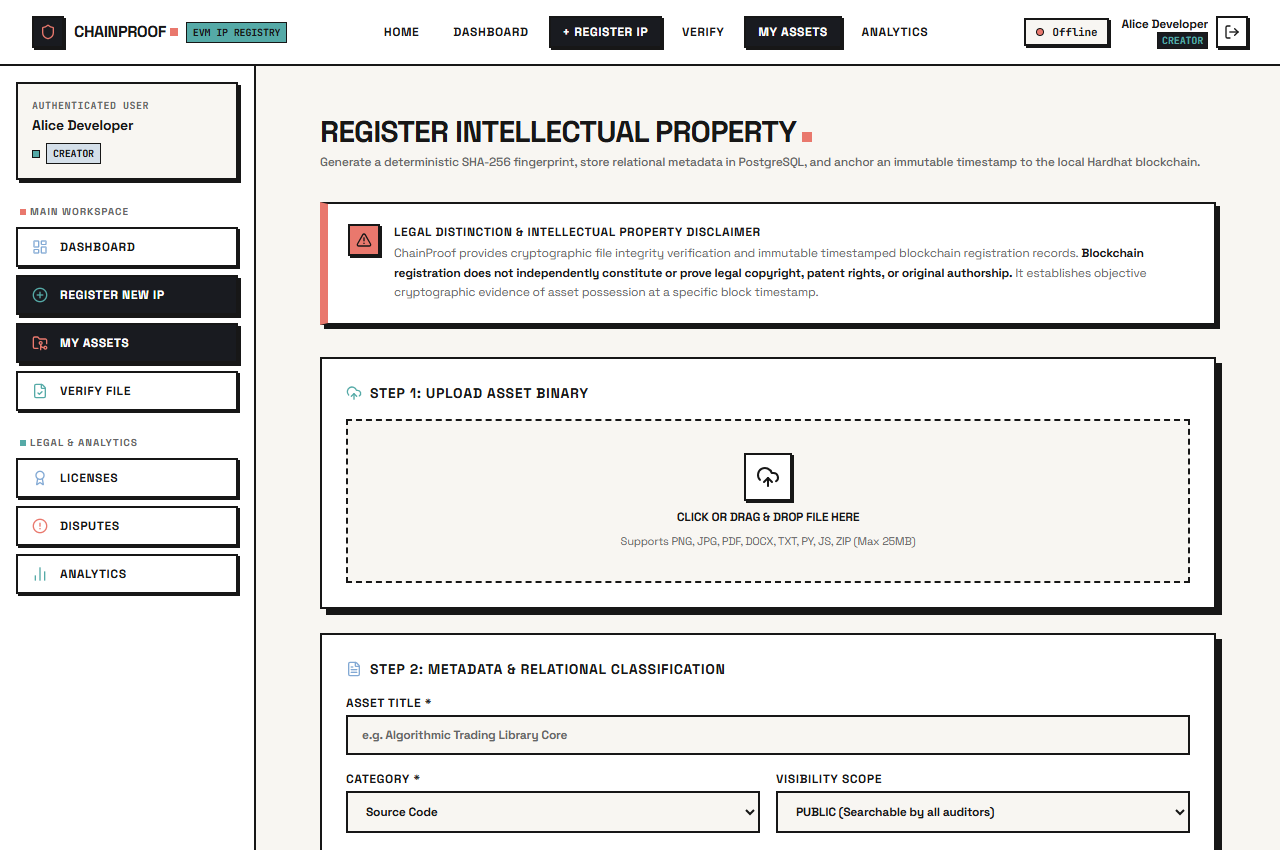 CHAINPROOF
EVM IP REGISTRY
HOME
DASHBOARD
+ REGISTER IP
VERIFY
MY ASSETS
ANALYTICS
Offline
Alice Developer
CREATOR
AUTHENTICATED USER
Alice Developer
CREATOR
MAIN WORKSPACE
DASHBOARD
REGISTER NEW IP
MY ASSETS
VERIFY FILE
LEGAL & ANALYTICS
LICENSES
DISPUTES
ANALYTICS
REGISTER INTELLECTUAL PROPERTY
Generate a deterministic SHA-256 fingerprint, store relational metadata in PostgreSQL, and anchor an immutable timestamp to the local Hardhat blockchain.
LEGAL DISTINCTION & INTELLECTUAL PROPERTY DISCLAIMER
ChainProof provides cryptographic file integrity verification and immutable timestamped blockchain registration records. Blockchain
registration does not independently constitute or prove legal copyright, patent rights, or original authorship. It establishes objective
cryptographic evidence of asset possession at a specific block timestamp.
STEP 1: UPLOAD ASSET BINARY
CLICK OR DRAG & DROP FILE HERE
Supports PNG, JPG, PDF, DOCX, TXT, PY, JS, ZIP (Max 25MB)
STEP 2: METADATA & RELATIONAL CLASSIFICATION
ASSET TITLE *
e.g. Algorithmic Trading Library Core
CATEGORY *
VISIBILITY SCOPE
Source Code
PUBLIC (Searchable by all auditors)